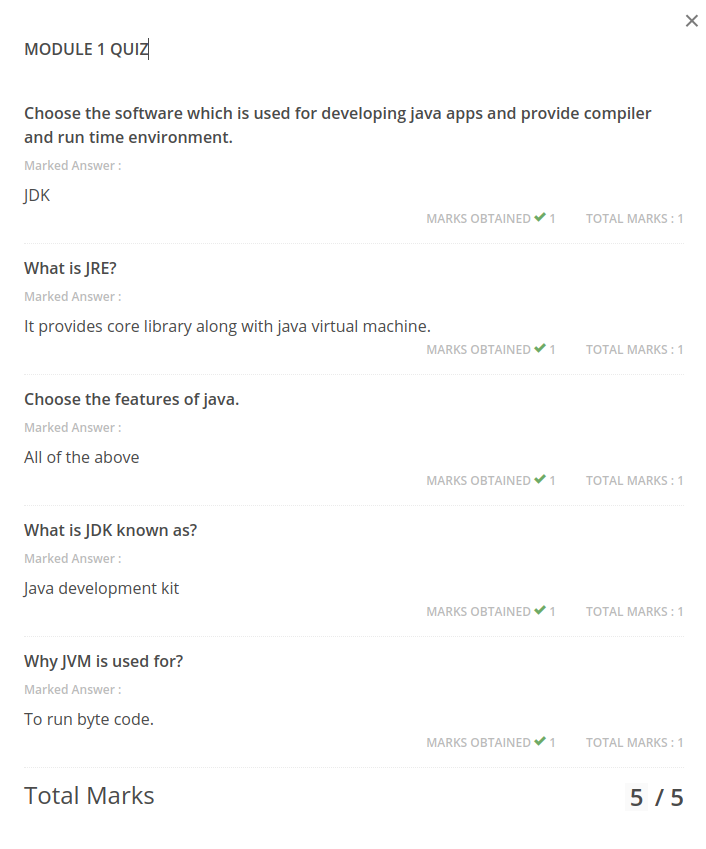 MODULE 1 QUIZ
Choose the software which is used for developing java apps and provide compiler
and run time environment.
Marked Answer :
JDK
MARKS OBTAINED ✔ 1 TOTAL MARKS : 1
What is JRE?
Marked Answer :
It provides core library along with java virtual machine.
MARKS OBTAINED ✔ 1 TOTAL MARKS : 1
Choose the features of java.
Marked Answer :
All of the above
MARKS OBTAINED ✔ 1 TOTAL MARKS : 1
What is JDK known as?
Marked Answer :
Java development kit
MARKS OBTAINED ✔ 1 TOTAL MARKS : 1
Why JVM is used for?
Marked Answer :
To run byte code.
MARKS OBTAINED ✔ 1 TOTAL MARKS : 1
Total Marks 5 / 5